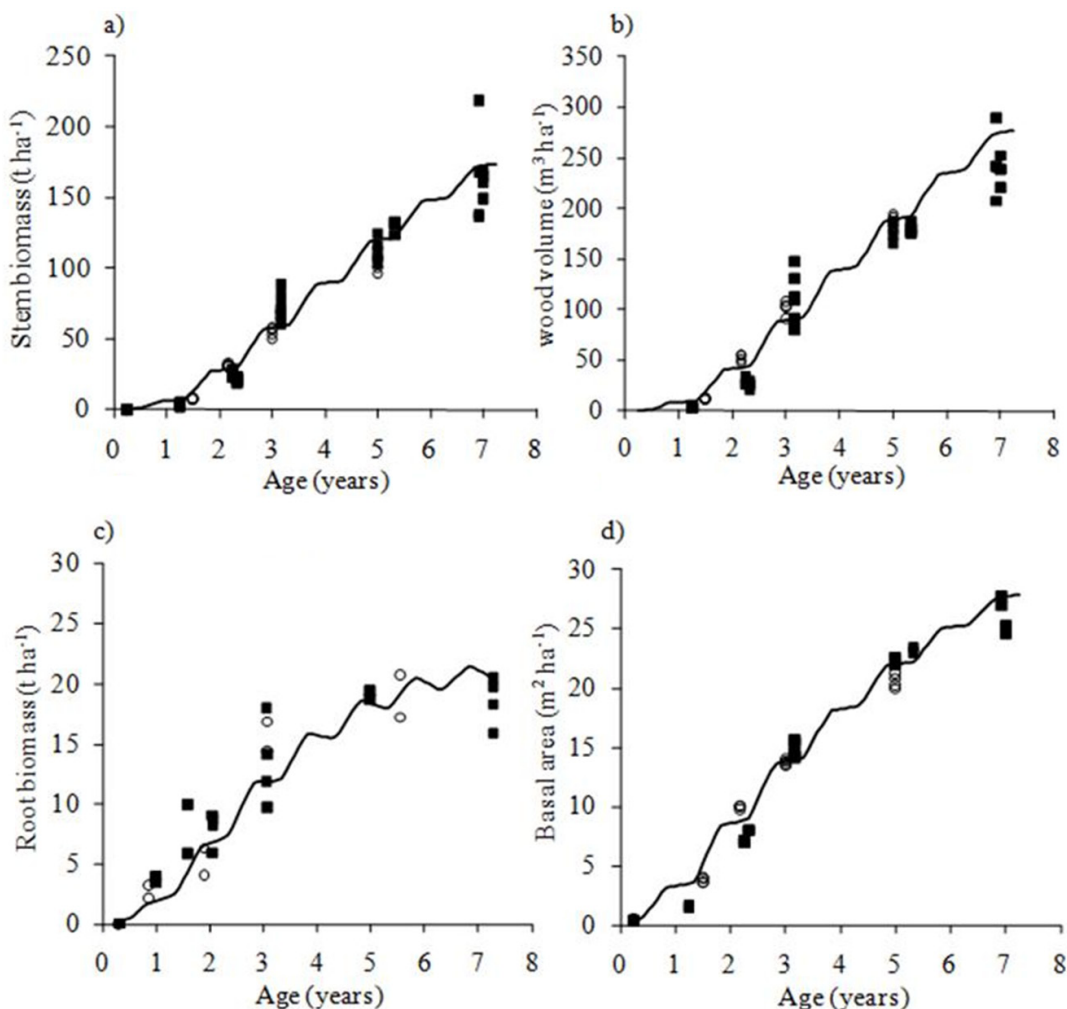 a)
Stem biomass (t ha-1)
250
200
150
100
50
0
0 1 2 3 4 5 6 7 8
Age (years)
b)
wood volume (m3 ha-1)
350
300
250
200
150
100
50
0
0 1 2 3 4 5 6 7 8
Age (years)
c)
Root biomass (t ha-1)
30
25
20
15
10
5
0
0 1 2 3 4 5 6 7 8
Age (years)
d)
Basal area (m2 ha-1)
30
25
20
15
10
5
0
0 1 2 3 4 5 6 7 8
Age (years)